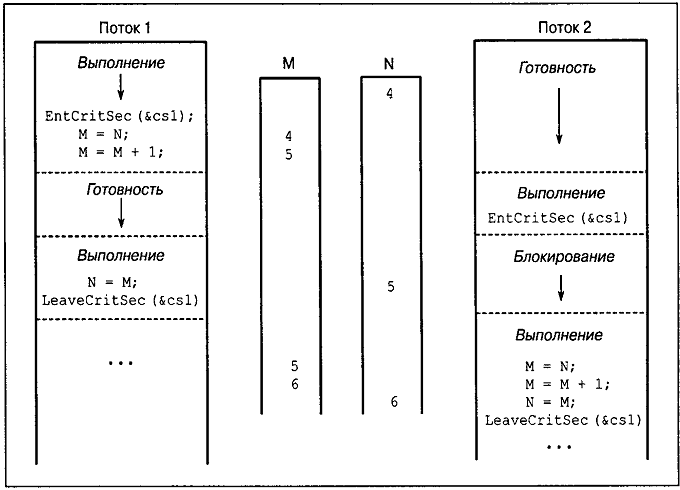 Поток 1
Выполнение
EntCritSec (&cs1);
M = N;
M = M + 1;
Готовность
Выполнение
N = M;
LeaveCritSec (&cs1)
...
M
4
5
5
6
N
4
5
6
Поток 2
Готовность
Выполнение
EntCritSec (&cs1)
Блокирование
Выполнение
M = N;
M = M + 1;
N = M;
LeaveCritSec (&cs1)
...